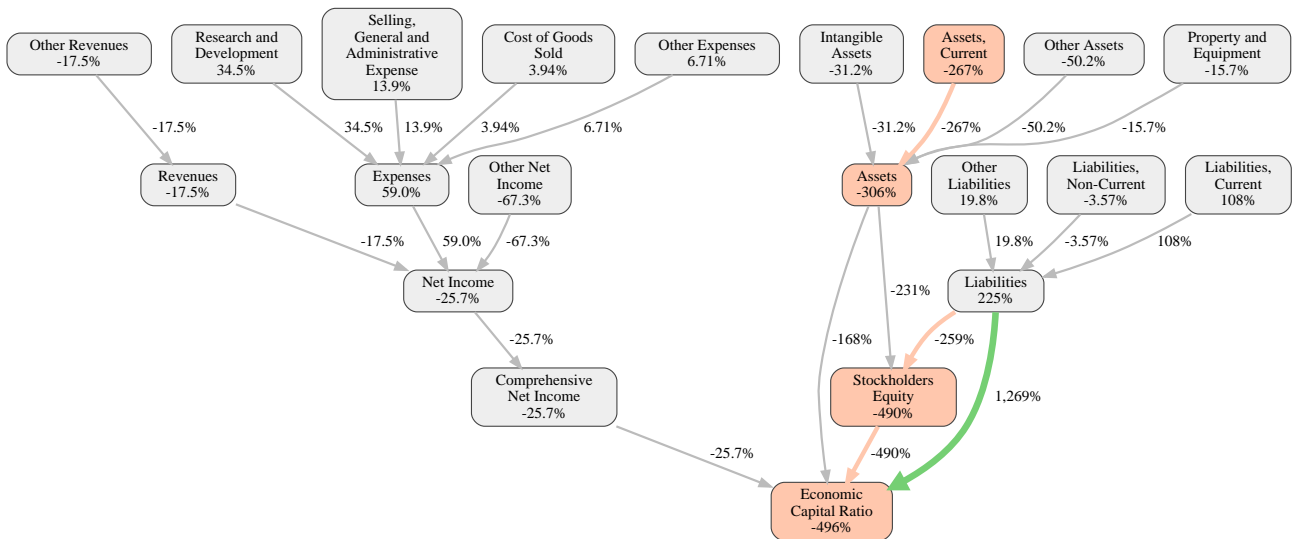 Other Revenues
-17.5%
Research and
Development
34.5%
Selling,
General and
Administrative
Expense
13.9%
Cost of Goods
Sold
3.94%
Other Expenses
6.71%
Intangible
Assets
-31.2%
Assets,
Current
-267%
Other Assets
-50.2%
Property and
Equipment
-15.7%
-17.5%
34.5%
13.9%
3.94%
6.71%
-31.2%
-267%
-50.2%
-15.7%
Revenues
-17.5%
Expenses
59.0%
Other Net
Income
-67.3%
Assets
-306%
Other
Liabilities
19.8%
Liabilities,
Non-Current
-3.57%
Liabilities,
Current
108%
-17.5%
59.0%
-67.3%
19.8%
-3.57%
108%
Net Income
-25.7%
-231%
Liabilities
225%
-25.7%
-168%
-259%
Comprehensive
Net Income
-25.7%
Stockholders
Equity
-490%
1,269%
-25.7%
-490%
Economic
Capital Ratio
-496%